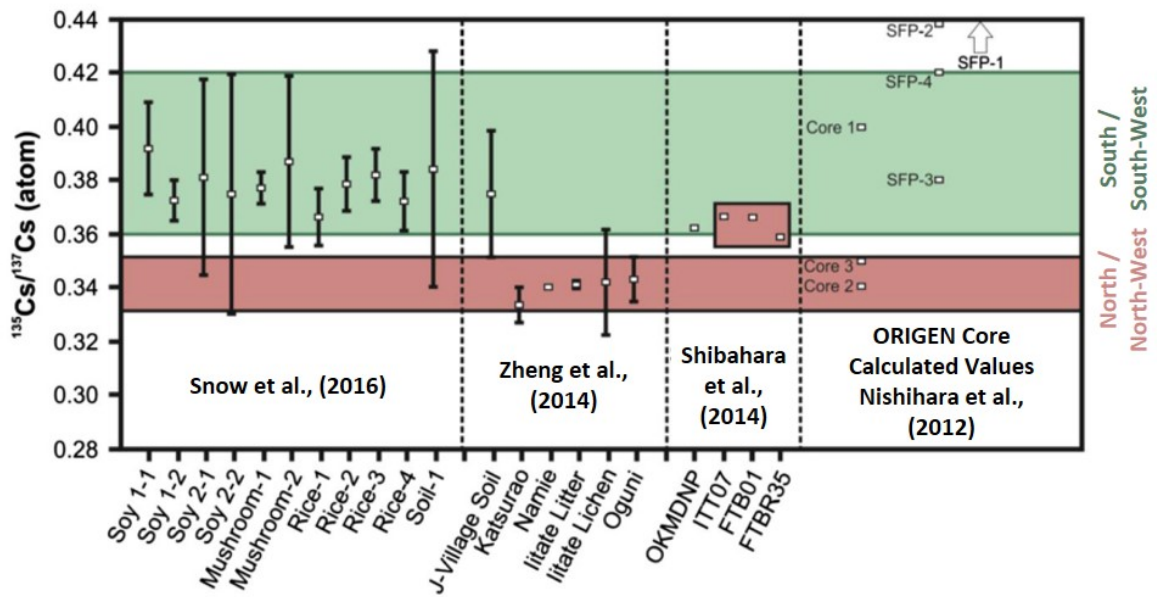 0.44
0.42
0.40
0.38
0.36
0.34
0.32
0.30
0.28
¹³⁵Cs/¹³⁷Cs (atom)
Snow et al., (2016)
Zheng et al.,
(2014)
Shibahara
et al.,
(2014)
ORIGEN Core
Calculated Values
Nishihara et al.,
(2012)
SFP-2
SFP-1
SFP-4
Core 1
SFP-3
Core 3
Core 2
South /
South-West
North /
North-West
Soy 1-1
Soy 1-2
Soy 2-1
Soy 2-2
Mushroom-1
Mushroom-2
Rice-1
Rice-2
Rice-3
Rice-4
Soil-1
J-Village Soil
Katsurao
Namie
Iitate Litter
Iitate Lichen
Oguni
OKMDNP
ITT07
FTB01
FTBR35